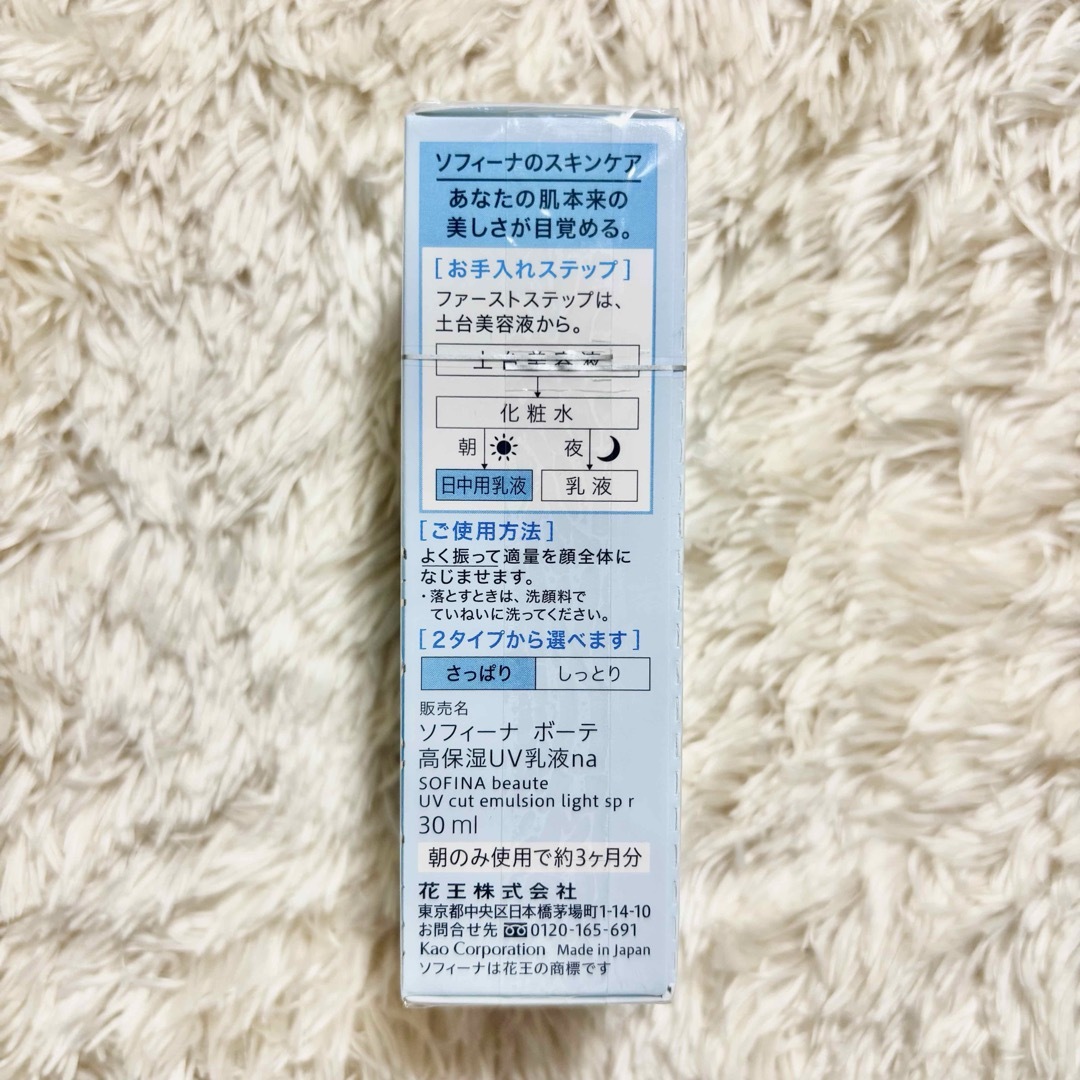 ソフィーナのスキンケア
あなたの肌本来の
美しさが目覚める。
[お手入れステップ]
ファーストステップは、
土台美容液から。
土台美容液
化粧水
朝 夜
日中用乳液 乳液
[ご使用方法]
よく振って適量を顔全体に
なじませます。
・落とすときは、洗顔料で
ていねいに洗ってください。
[2タイプから選べます]
さっぱり しっとり
販売名
ソフィーナ ボーテ
高保湿UV乳液na
SOFINA beaute
UV cut emulsion light sp r
30 ml
朝のみ使用で約3ヶ月分
花王株式会社
東京都中央区日本橋茅場町1-14-10
お問合せ先 0120-165-691
Kao Corporation Made in Japan
ソフィーナは花王の商標です